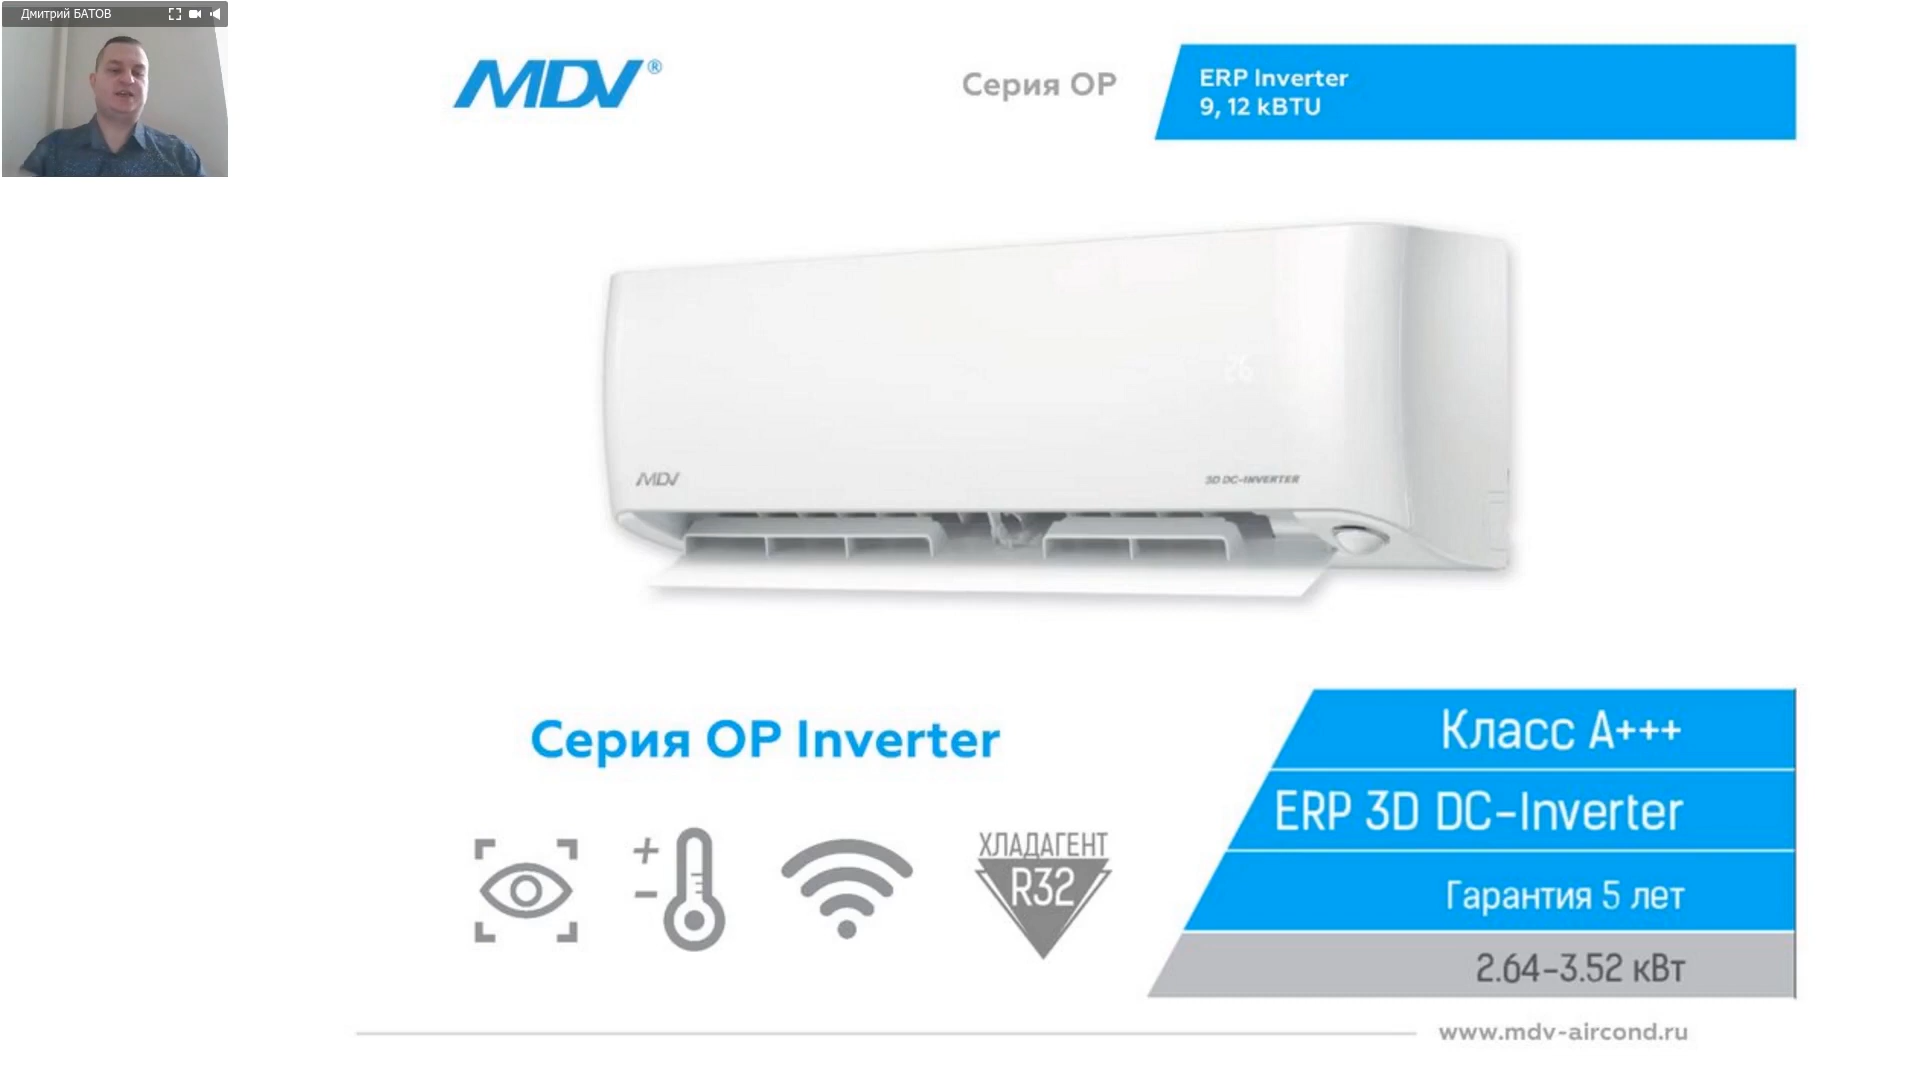 Дмитрий БАТОВ
MDV®
Серия OP
ERP Inverter
9, 12 kBTU
26
MDV
3D DC-INVERTER
Серия OP Inverter
+
−
ХЛАДАГЕНТ
R32
Класс A+++
ERP 3D DC-Inverter
Гарантия 5 лет
2.64-3.52 кВт
www.mdv-aircond.ru